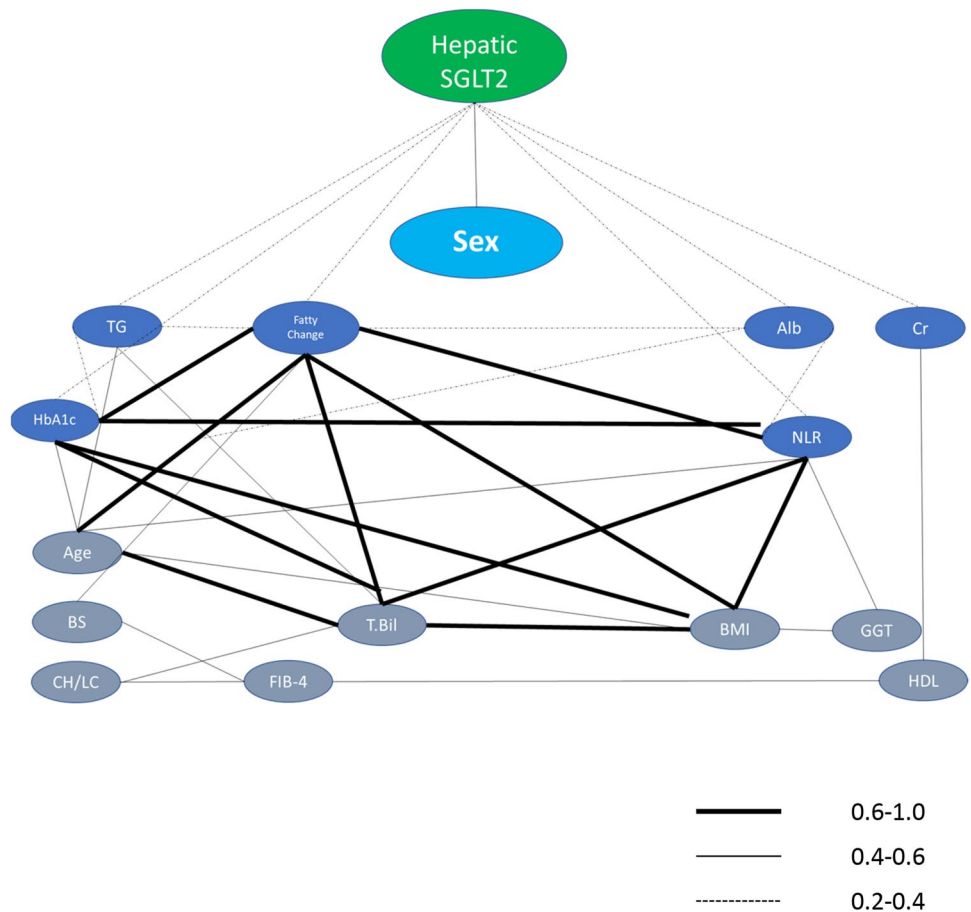 Hepatic
SGLT2
Sex
TG
Fatty
Change
Alb
Cr
HbA1c
NLR
Age
BS
T.Bil
BMI
GGT
CH/LC
FIB-4
HDL
0.6-1.0
0.4-0.6
0.2-0.4